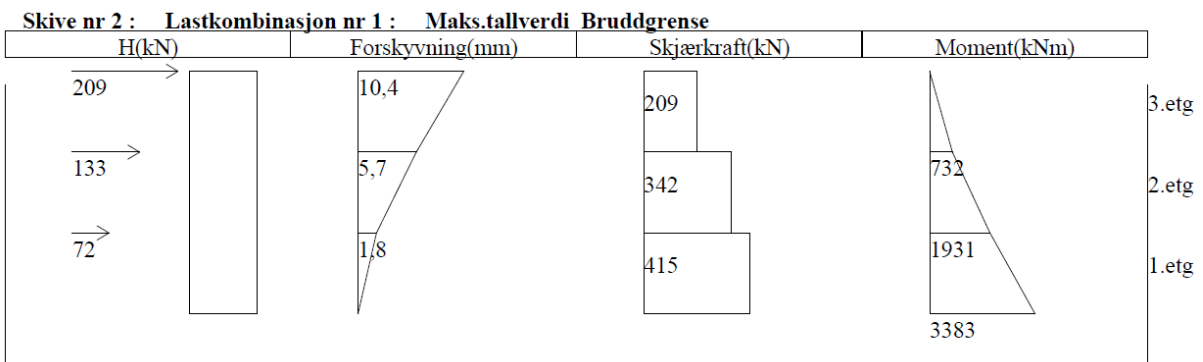 Skive nr 2 : Lastkombinasjon nr 1 : Maks.tallverdi Bruddgrense
H(kN) Forskyvning(mm) Skjærkraft(kN) Moment(kNm)
209 10,4 209 3.etg
133 5,7 342 732 2.etg
72 1,8 415 1931 1.etg
3383